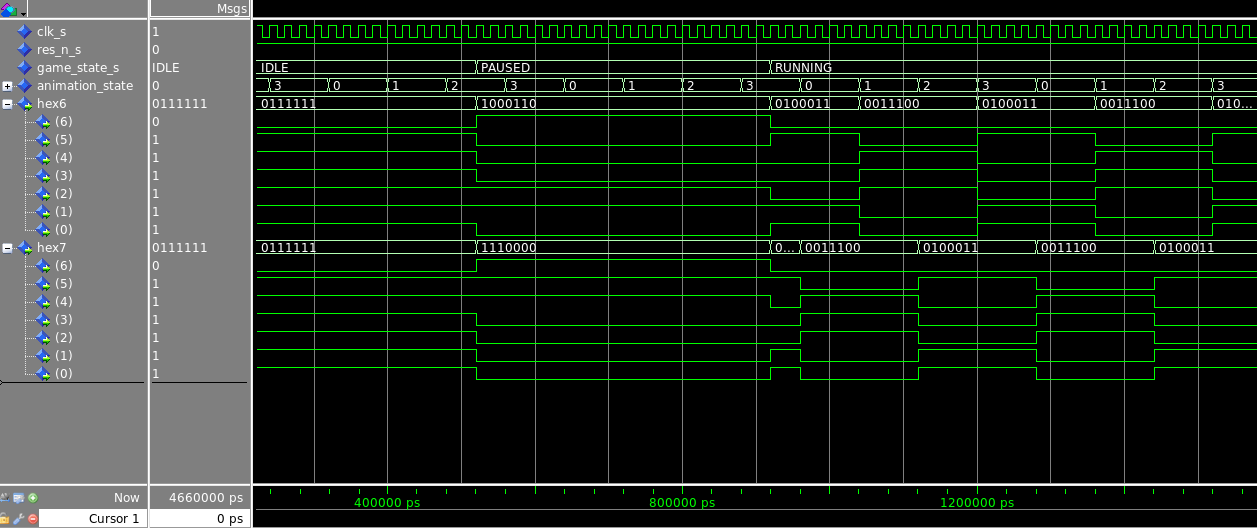 Msgs
clk_s 1
res_n_s 0
game_state_s IDLE IDLE PAUSED RUNNING
animation_state 0 3 0 1 2 3 0 1 2 3 0 1 2 3 0 1 2 3
hex6 0111111 0111111 1000110 0100011 0011100 0100011 0011100 010...
(6) 0
(5) 1
(4) 1
(3) 1
(2) 1
(1) 1
(0) 1
hex7 0111111 0111111 1110000 0... 0011100 0100011 0011100 0100011
(6) 0
(5) 1
(4) 1
(3) 1
(2) 1
(1) 1
(0) 1
Now 4660000 ps 400000 ps 800000 ps 1200000 ps
Cursor 1 0 ps